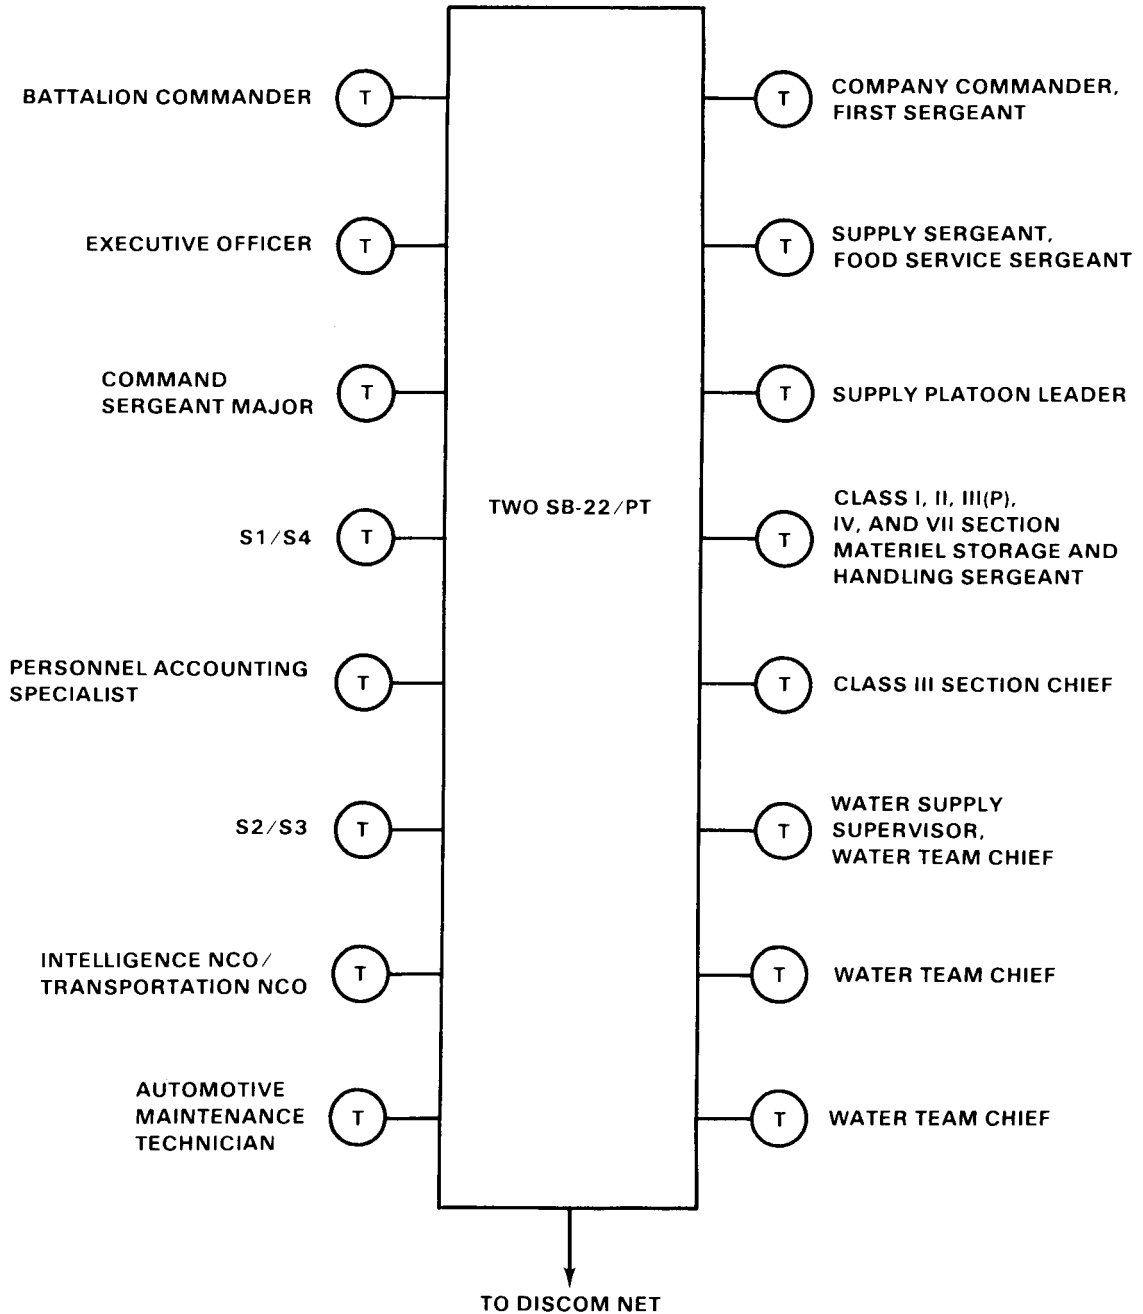 BATTALION COMMANDER
T
T
COMPANY COMMANDER,
FIRST SERGEANT
EXECUTIVE OFFICER
T
T
SUPPLY SERGEANT,
FOOD SERVICE SERGEANT
COMMAND
SERGEANT MAJOR
T
T
SUPPLY PLATOON LEADER
TWO SB-22/PT
S1/S4
T
T
CLASS I, II, III(P),
IV, AND VII SECTION
MATERIEL STORAGE AND
HANDLING SERGEANT
PERSONNEL ACCOUNTING
SPECIALIST
T
T
CLASS III SECTION CHIEF
S2/S3
T
T
WATER SUPPLY
SUPERVISOR,
WATER TEAM CHIEF
INTELLIGENCE NCO/
TRANSPORTATION NCO
T
T
WATER TEAM CHIEF
AUTOMOTIVE
MAINTENANCE
TECHNICIAN
T
T
WATER TEAM CHIEF
TO DISCOM NET